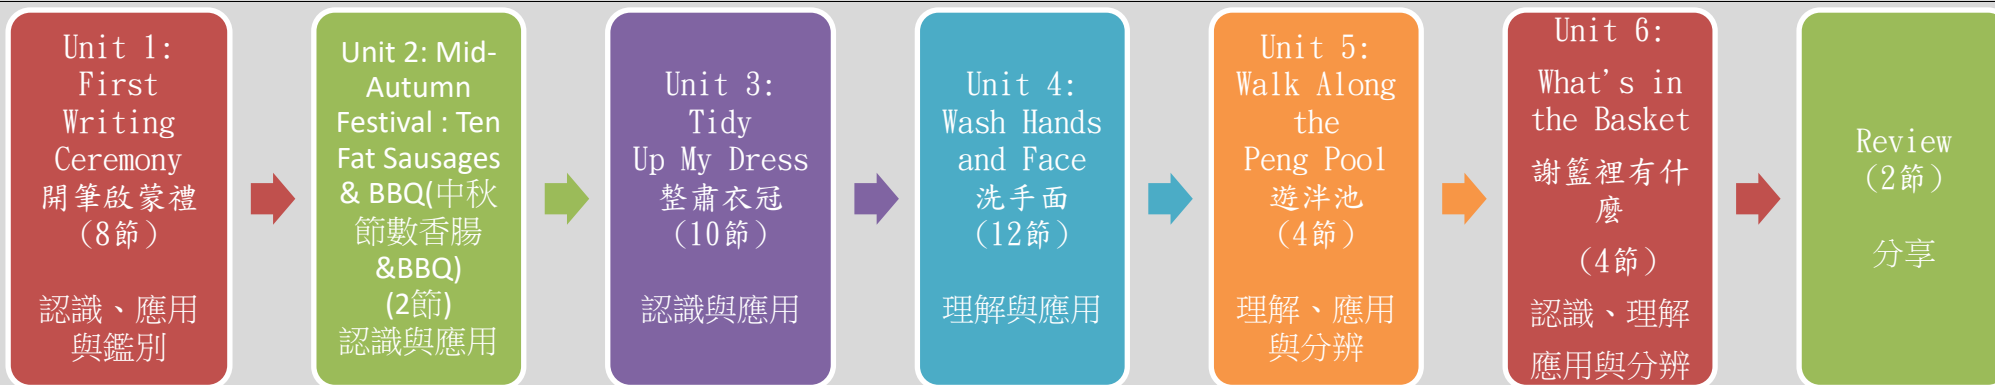 Unit 1:
First
Writing
Ceremony
開筆啟蒙禮
(8節)
認識、應用
與鑑別
Unit 2: Mid-
Autumn
Festival : Ten
Fat Sausages
& BBQ(中秋
節數香腸
&BBQ)
(2節)
認識與應用
Unit 3:
Tidy
Up My Dress
整肅衣冠
(10節)
認識與應用
Unit 4:
Wash Hands
and Face
洗手面
(12節)
理解與應用
Unit 5:
Walk Along
the
Peng Pool
遊泮池
(4節)
理解、應用
與分辨
Unit 6:
What's in
the Basket
謝籃裡有什
麼
(4節)
認識、理解
應用與分辨
Review
(2節)
分享